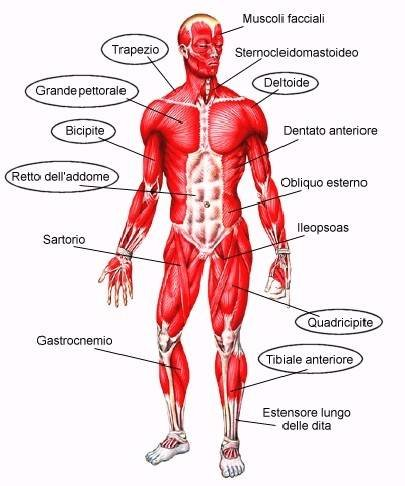 Muscoli facciali
Trapezio
Sternocleidomastoideo
Grande pettorale
Deltoide
Bicipite
Dentato anteriore
Retto dell'addome
Obliquo esterno
Sartorio
Ileopsoas
Quadricipite
Gastrocnemio
Tibiale anteriore
Estensore lungo
delle dita